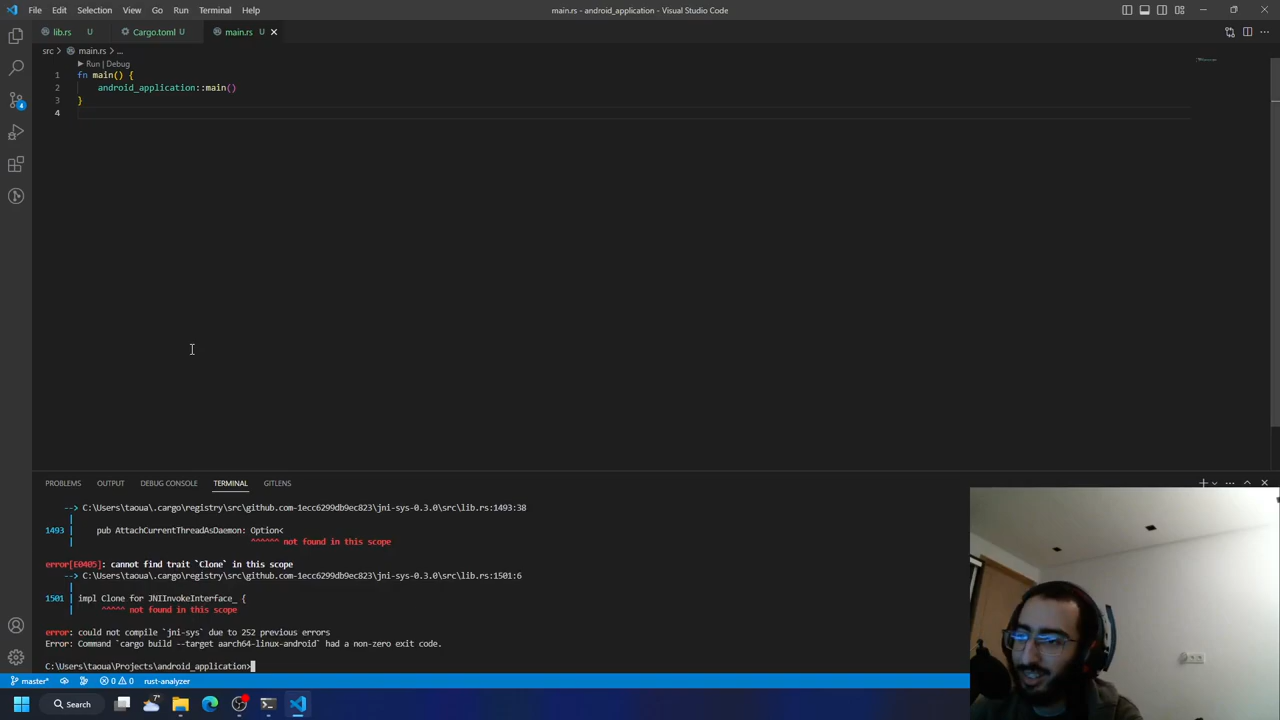 File Edit Selection View Go Run Terminal Help
main.rs - android_application - Visual Studio Code
lib.rs U Cargo.toml U main.rs U
src > main.rs > ...
Run | Debug
1 fn main() {
2 android_application::main()
3 }
4
4
PROBLEMS OUTPUT DEBUG CONSOLE TERMINAL GITLENS
--> C:\Users\taoua\.cargo\registry\src\github.com-1ecc6299db9ec823\jni-sys-0.3.0\src\lib.rs:1493:38
|
1493 | pub AttachCurrentThreadAsDaemon: Option<
| ^^^^^^ not found in this scope
error[E0405]: cannot find trait `Clone` in this scope
--> C:\Users\taoua\.cargo\registry\src\github.com-1ecc6299db9ec823\jni-sys-0.3.0\src\lib.rs:1501:6
|
1501 | impl Clone for JNIInvokeInterface_ {
| ^^^^^ not found in this scope
error: could not compile `jni-sys` due to 252 previous errors
Error: Command `cargo build --target aarch64-linux-android` had a non-zero exit code.
C:\Users\taoua\Projects\android_application>
master* 0 0 rust-analyzer
7°
Search